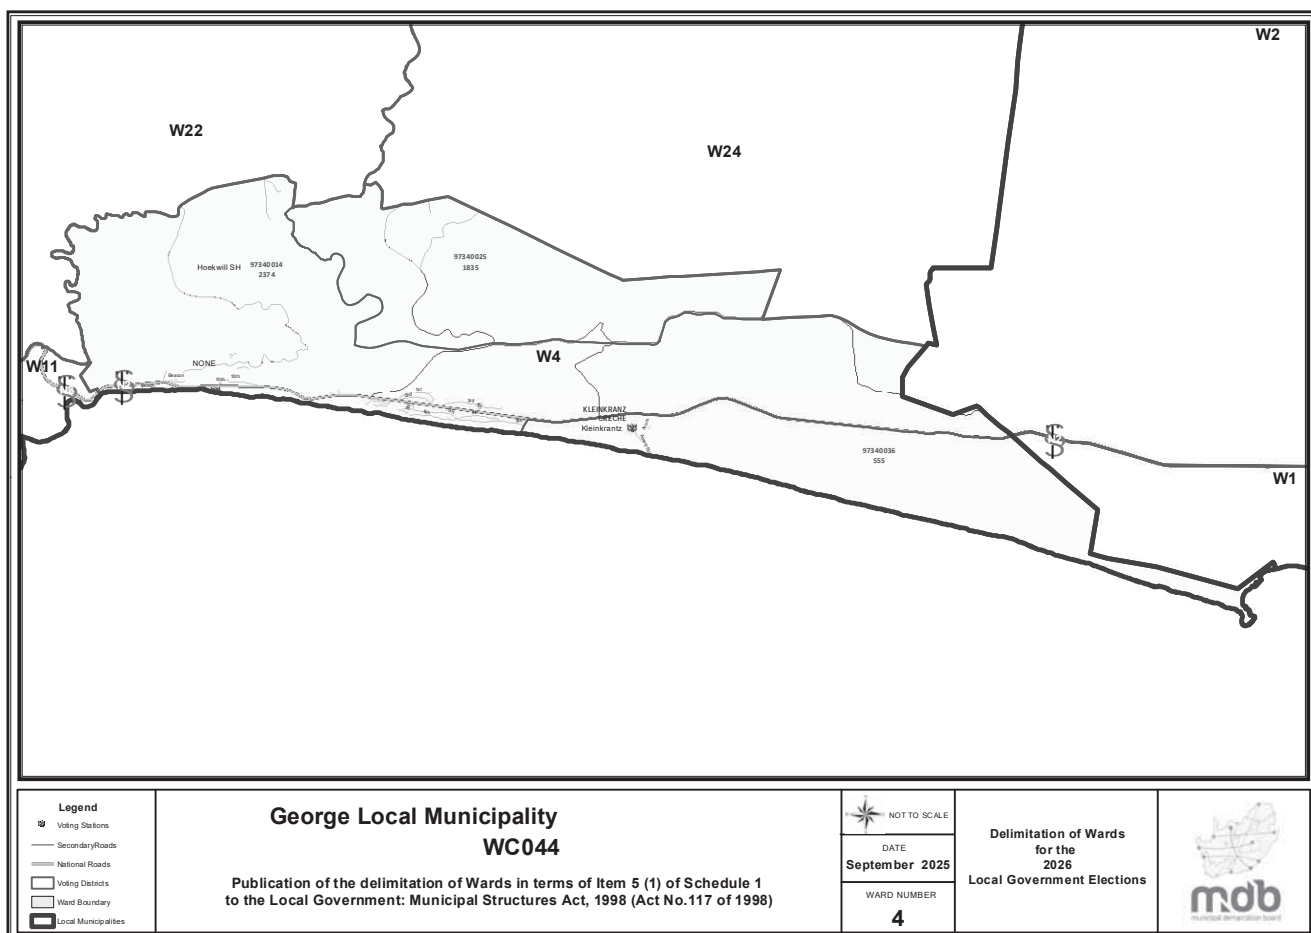 W2
W22
W24
Hoekwill SH
97340014
2374
97340025
1835
W11
NONE
W4
Beacon
10th
KLEINKRANZ
CRECHE
Kleinkrantz
97340036
555
W1
Legend
Voting Stations
SecondaryRoads
National Roads
Voting Districts
Ward Boundary
Local Municipalities
George Local Municipality
WC044
Publication of the delimitation of Wards in terms of Item 5 (1) of Schedule 1
to the Local Government: Municipal Structures Act, 1998 (Act No.117 of 1998)
NOT TO SCALE
DATE
September 2025
WARD NUMBER
4
Delimitation of Wards
for the
2026
Local Government Elections
mdb
municipal demarcation board